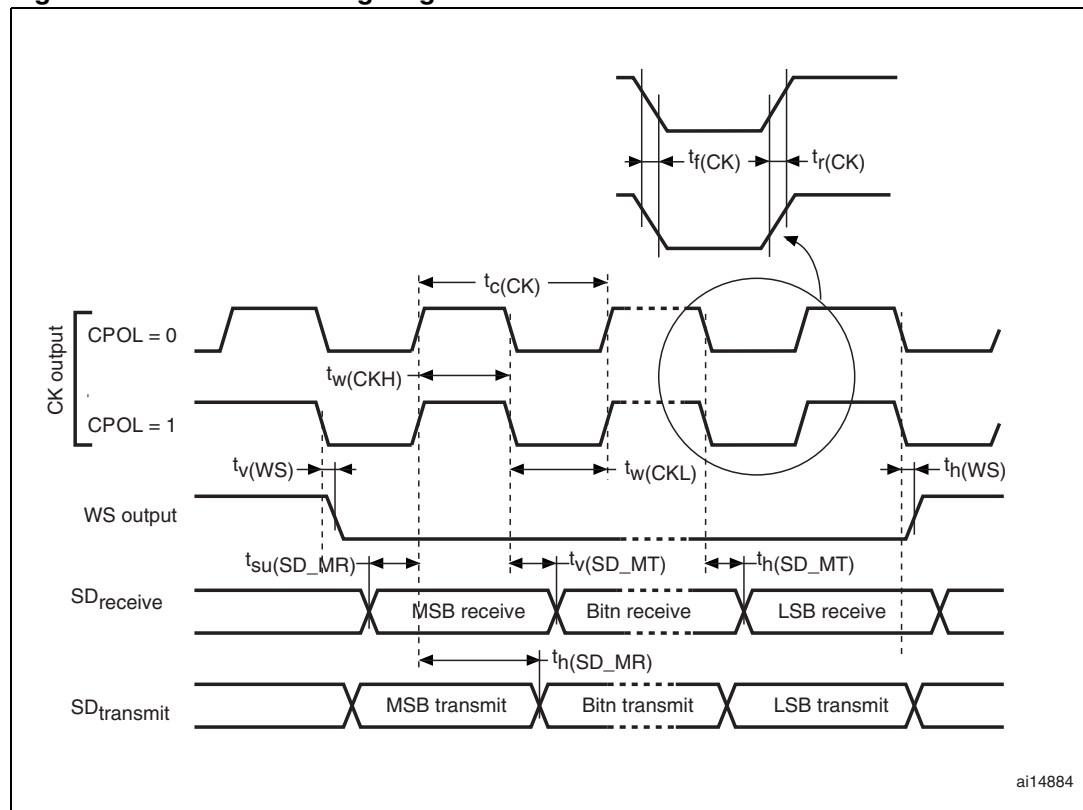 tf(CK)
tr(CK)
tc(CK)
CK output
CPOL = 0
tw(CKH)
CPOL = 1
tv(WS)
tw(CKL)
th(WS)
WS output
tsu(SD_MR)
tv(SD_MT)
th(SD_MT)
SDreceive
MSB receive
Bitn receive
LSB receive
th(SD_MR)
SDtransmit
MSB transmit
Bitn transmit
LSB transmit
ai14884